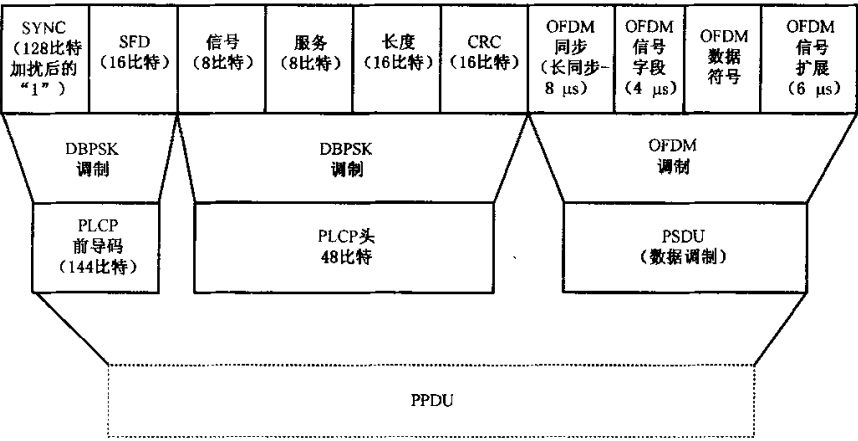 SYNC
(128比特
加扰后的
“1”)
SFD
(16比特)
信号
(8比特)
服务
(8比特)
长度
(16比特)
CRC
(16比特)
OFDM
同步
(长同步-
8 μs)
OFDM
信号
字段
(4 μs)
OFDM
数据
符号
OFDM
信号
扩展
(6 μs)
DBPSK
调制
DBPSK
调制
OFDM
调制
PLCP
前导码
(144比特)
PLCP头
48比特
PSDU
(数据调制)
PPDU